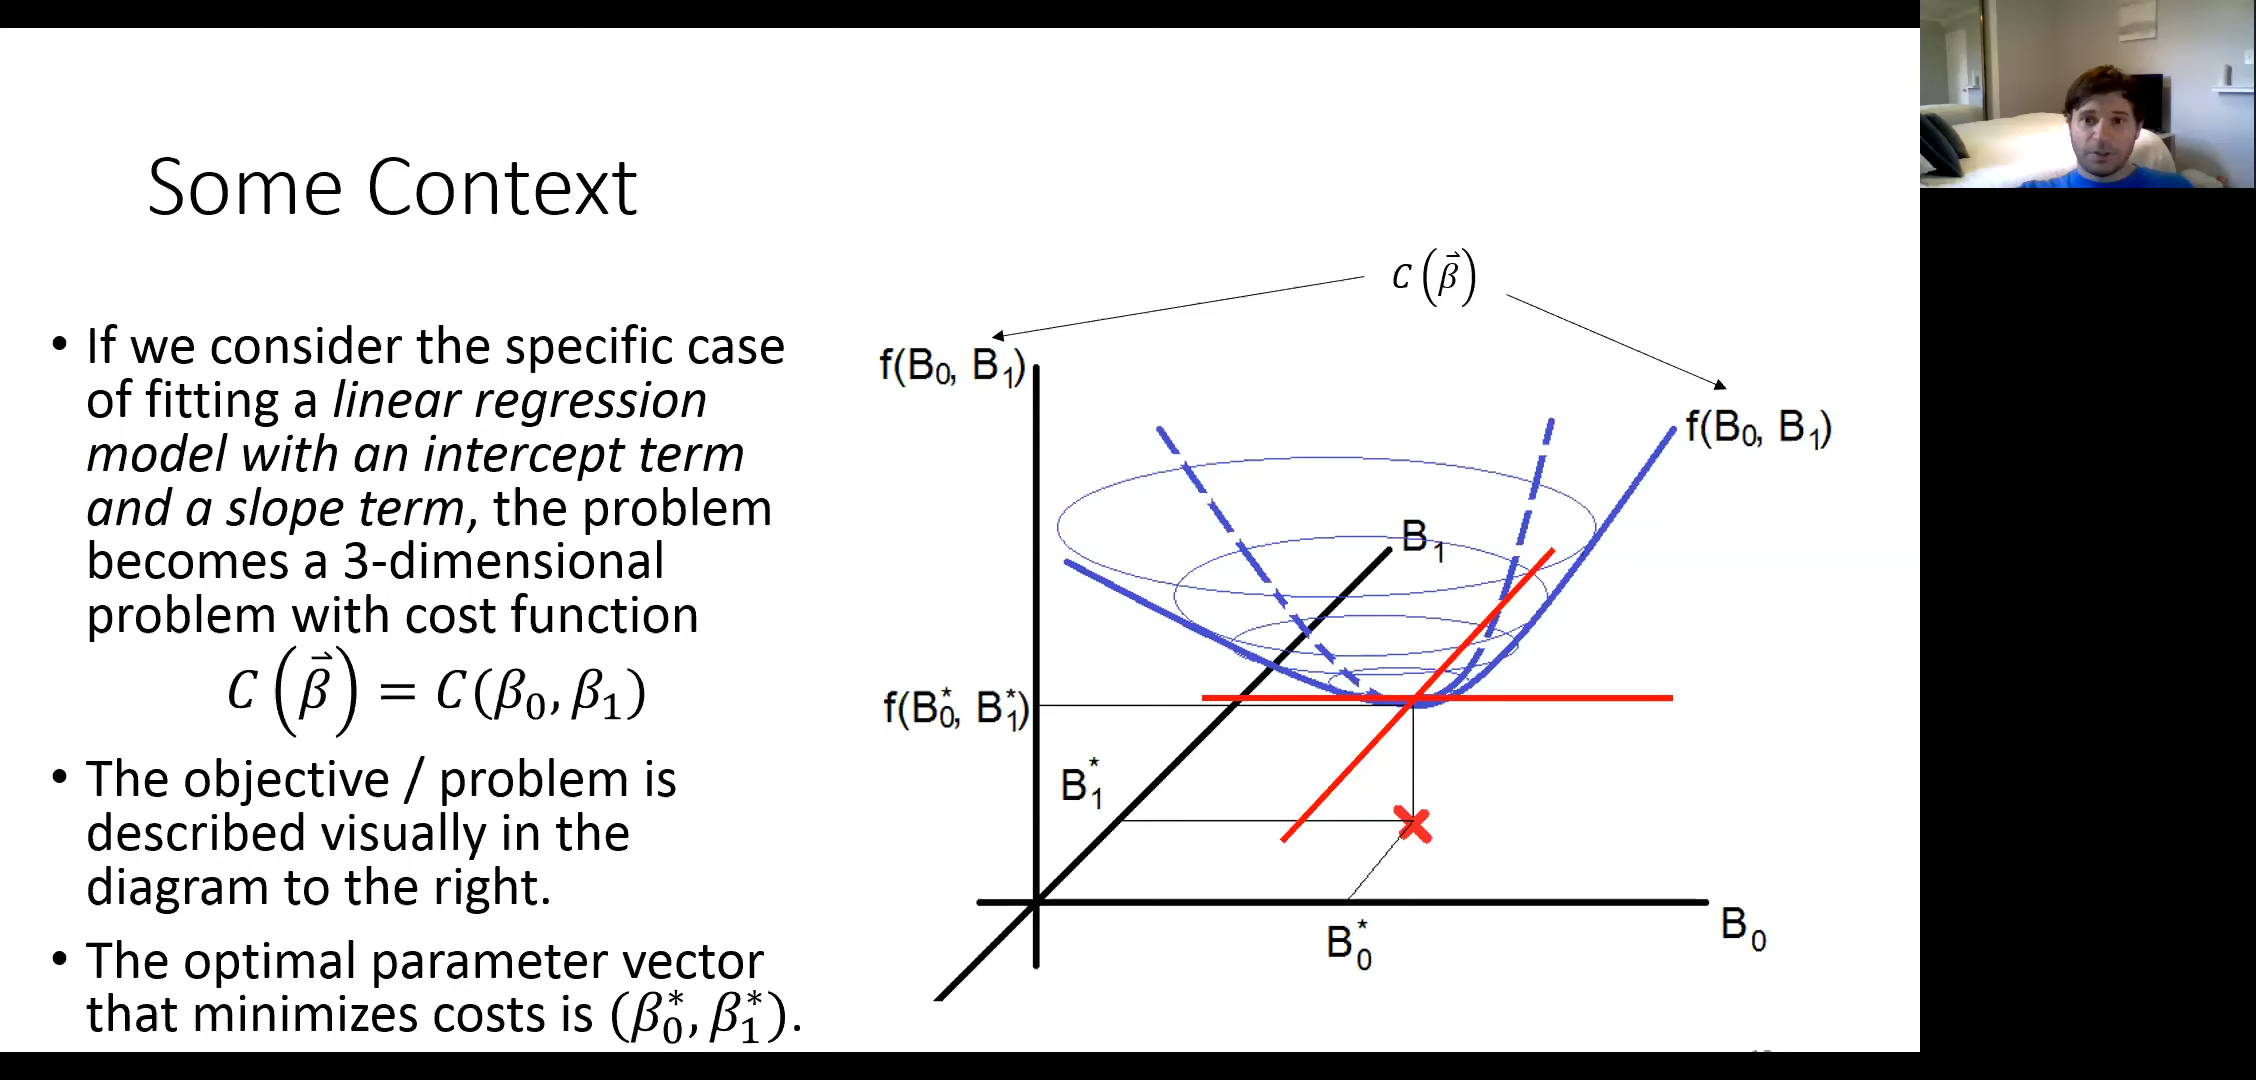 Some Context
• If we consider the specific case
of fitting a linear regression
model with an intercept term
and a slope term, the problem
becomes a 3-dimensional
problem with cost function
C(β⃗) = C(β₀, β₁)
• The objective / problem is
described visually in the
diagram to the right.
• The optimal parameter vector
that minimizes costs is (β₀*, β₁*).
C(β⃗)
f(B₀, B₁)
f(B₀, B₁)
B₁
f(B₀*, B₁*)
B₁*
B₀*
B₀